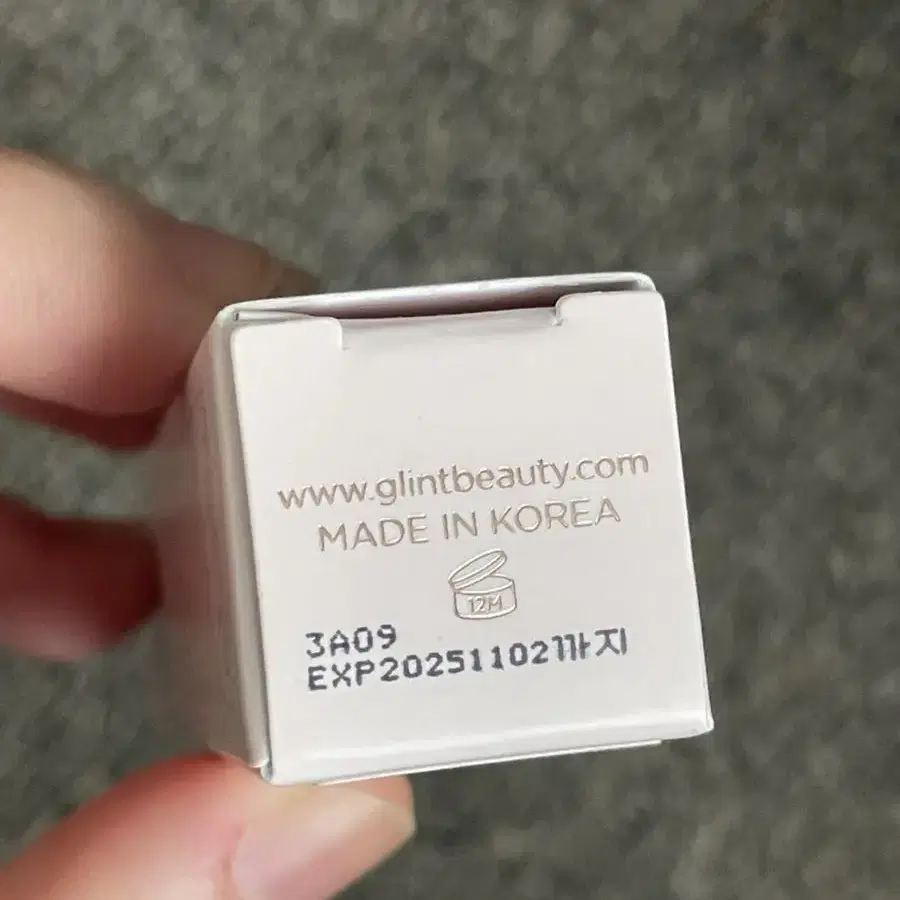 www.glintbeauty.com
MADE IN KOREA
12M
3A09
EXP20251102까지